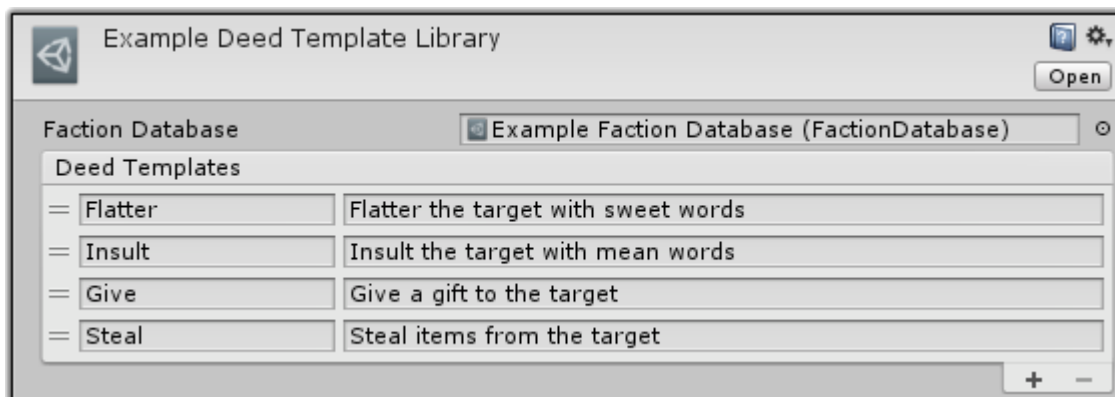 Example Deed Template Library
Open
Faction Database Example Faction Database (FactionDatabase)
Deed Templates
= Flatter Flatter the target with sweet words
= Insult Insult the target with mean words
= Give Give a gift to the target
= Steal Steal items from the target
+ −